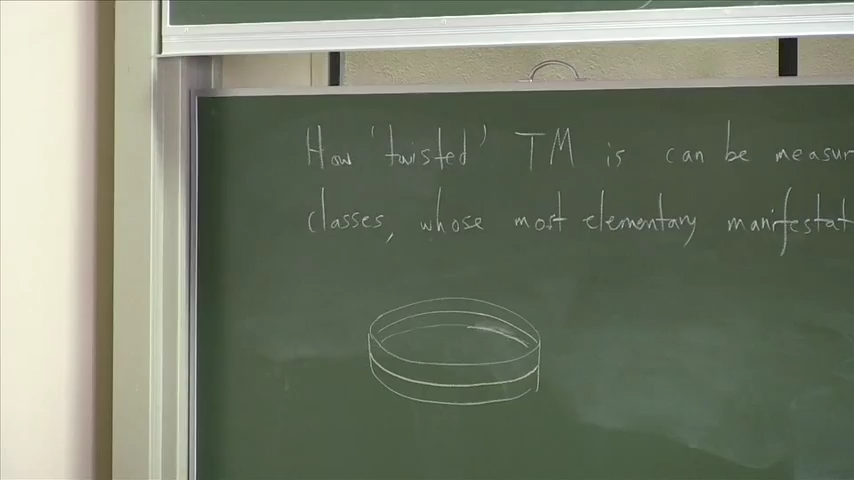 How 'twisted' TM is can be measur
classes, whose most elementary manifestat